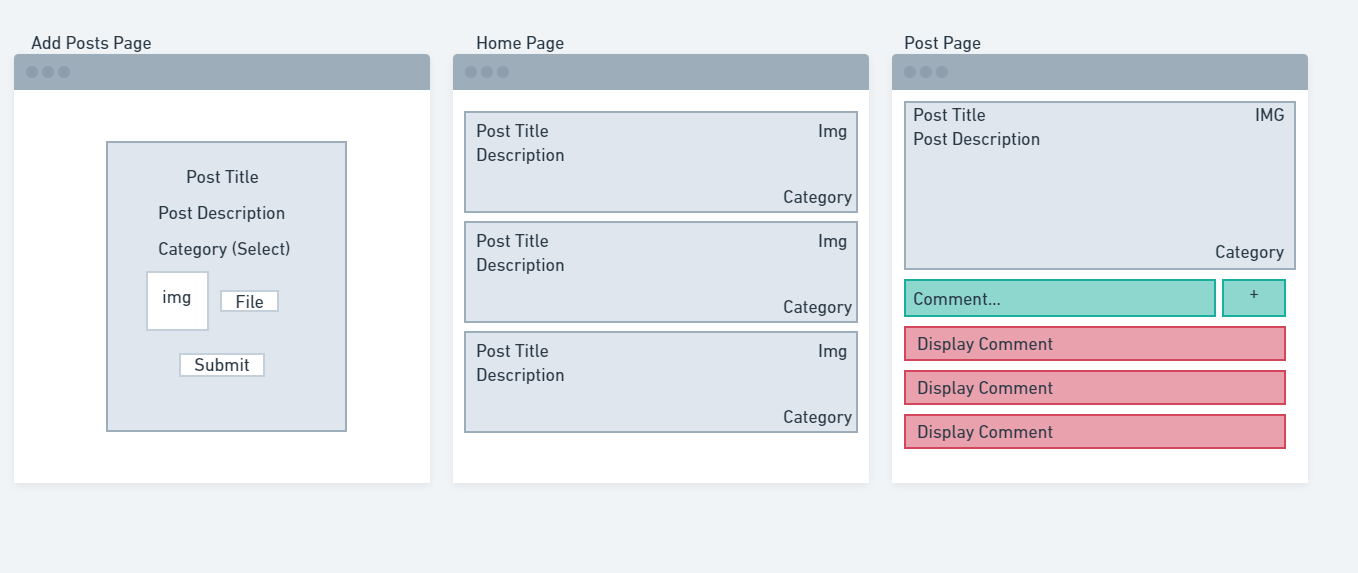 Add Posts Page
Post Title
Post Description
Category (Select)
img
File
Submit
Home Page
Post Title
Img
Description
Category
Post Title
Img
Description
Category
Post Title
Img
Description
Category
Post Page
Post Title
IMG
Post Description
Category
Comment...
+
Display Comment
Display Comment
Display Comment